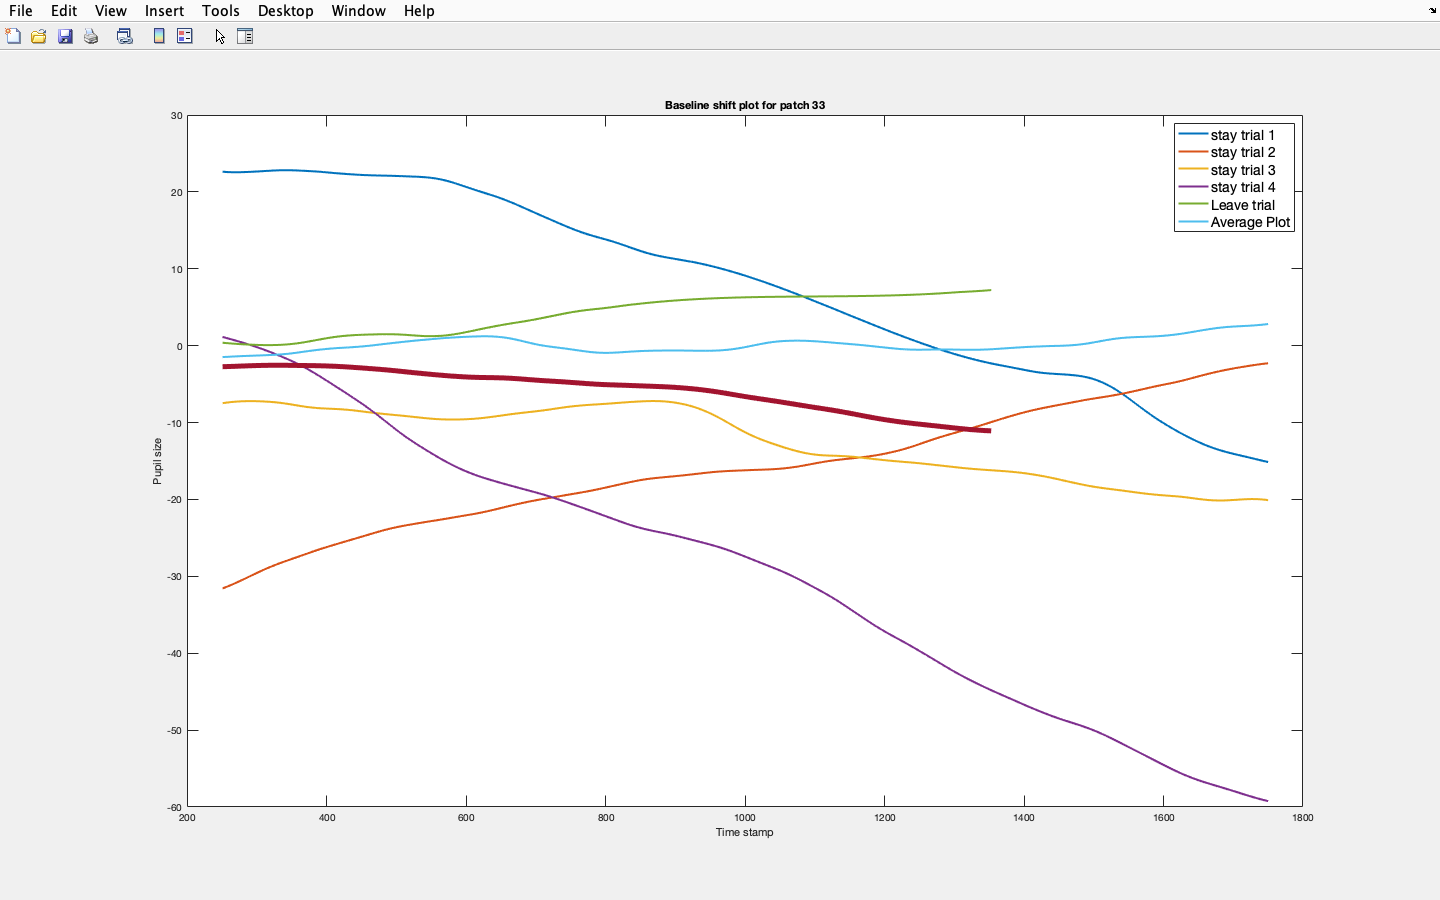 File Edit View Insert Tools Desktop Window Help
Baseline shift plot for patch 33
30
20
10
0
-10
-20
-30
-40
-50
-60
Pupil size
stay trial 1
stay trial 2
stay trial 3
stay trial 4
Leave trial
Average Plot
200 400 600 800 1000 1200 1400 1600 1800
Time stamp